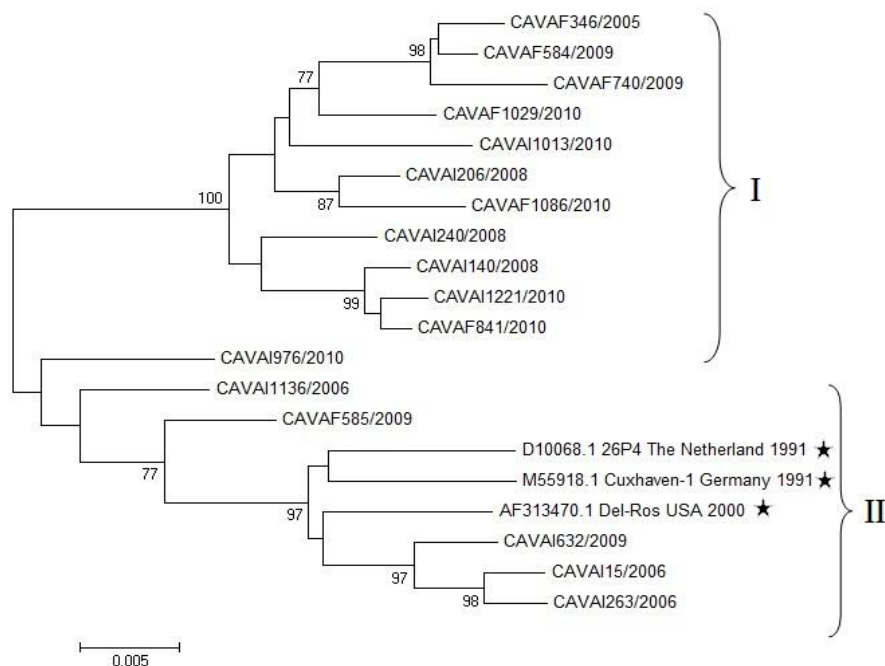 CAVAF346/2005
98
CAVAF584/2009
77
CAVAF740/2009
CAVAF1029/2010
CAVAI1013/2010
CAVAI206/2008
100
87
CAVAF1086/2010
I
CAVAI240/2008
CAVAI140/2008
99
CAVAI1221/2010
CAVAF841/2010
CAVAI976/2010
CAVAI1136/2006
CAVAF585/2009
D10068.1 26P4 The Netherland 1991 ★
77
M55918.1 Cuxhaven-1 Germany 1991 ★
97
AF313470.1 Del-Ros USA 2000 ★
II
CAVAI632/2009
97
CAVAI15/2006
98
CAVAI263/2006
0.005